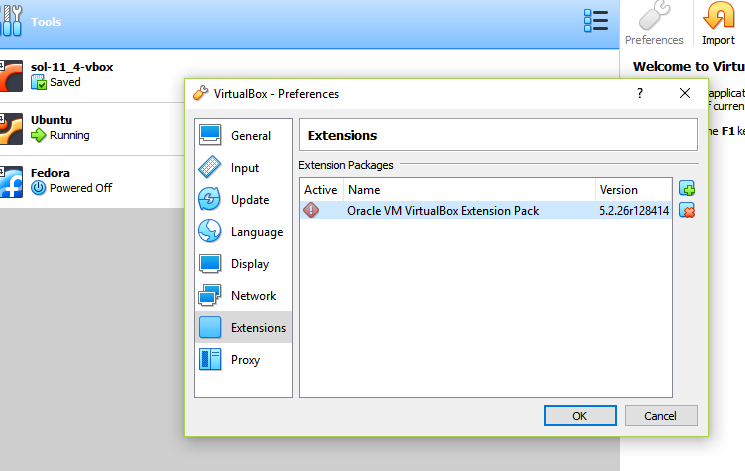 Tools
Preferences
Import
sol-11_4-vbox
Saved
Ubuntu
Running
Fedora
Powered Off
Welcome to Virtu
applicat
f curren
ne F1 ke
VirtualBox - Preferences
?
General
Input
Update
Language
Display
Network
Extensions
Proxy
Extensions
Extension Packages
Active Name Version
Oracle VM VirtualBox Extension Pack 5.2.26r128414
OK Cancel